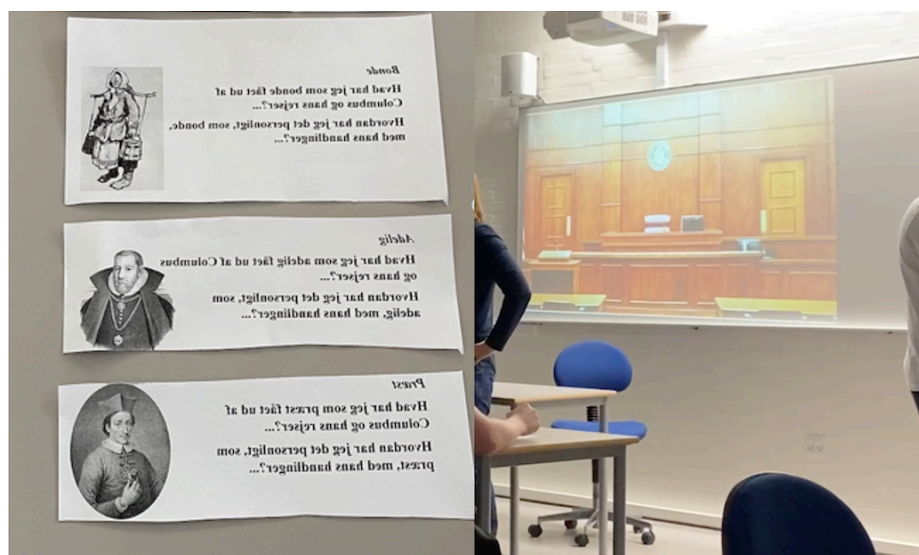 Bonde
Hvad har jeg som bonde fået ud af
Columbus og hans rejser?...
Hvordan har jeg det personligt, som bonde,
med hans handlinger?...
Adelig
Hvad har jeg som adelig fået ud af Columbus
og hans rejser?...
Hvordan har jeg det personligt, som
adelig, med hans handlinger?...
Præst
Hvad har jeg som præst fået ud af
Columbus og hans rejser?...
Hvordan har jeg det personligt, som
præst, med hans handlinger?...